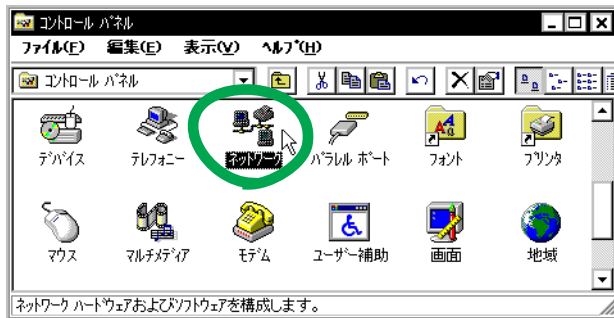 コントロール パネル
ファイル(F) 編集(E) 表示(V) ヘルプ(H)
コントロール パネル
デバイス テレフォニー ネットワーク パラレル ポート フォント プリンタ
マウス マルチメディア モデム ユーザー補助 画面 地域
ネットワーク ハードウェアおよびソフトウェアを構成します。